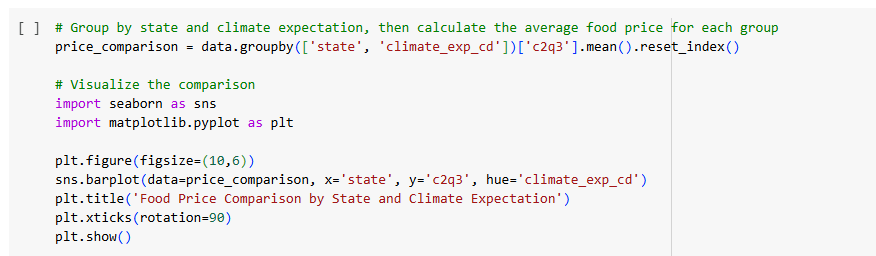 [ ] # Group by state and climate expectation, then calculate the average food price for each group
price_comparison = data.groupby(['state', 'climate_exp_cd'])['c2q3'].mean().reset_index()
# Visualize the comparison
import seaborn as sns
import matplotlib.pyplot as plt
plt.figure(figsize=(10,6))
sns.barplot(data=price_comparison, x='state', y='c2q3', hue='climate_exp_cd')
plt.title('Food Price Comparison by State and Climate Expectation')
plt.xticks(rotation=90)
plt.show()